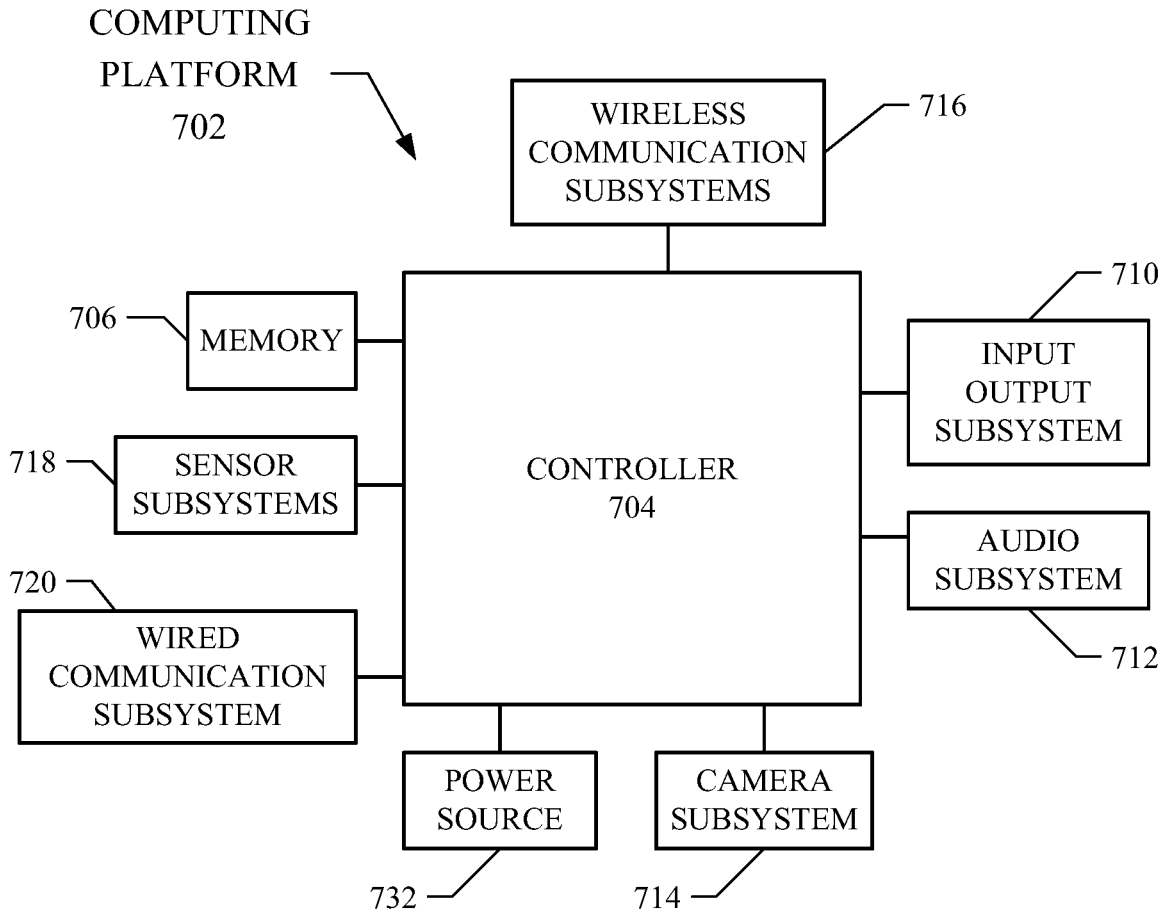 COMPUTING
PLATFORM
702
WIRELESS
COMMUNICATION
SUBSYSTEMS
716
706
MEMORY
710
INPUT
OUTPUT
SUBSYSTEM
718
SENSOR
SUBSYSTEMS
CONTROLLER
704
AUDIO
SUBSYSTEM
712
720
WIRED
COMMUNICATION
SUBSYSTEM
POWER
SOURCE
732
CAMERA
SUBSYSTEM
714